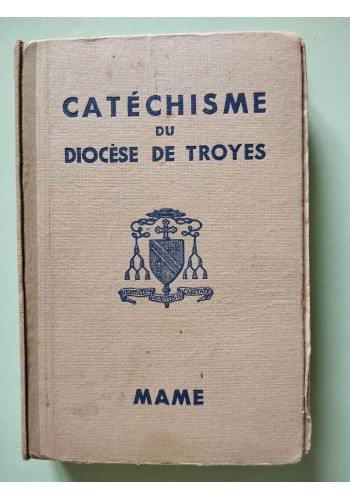 CATÉCHISME
DU
DIOCÈSE DE TROYES
MAME